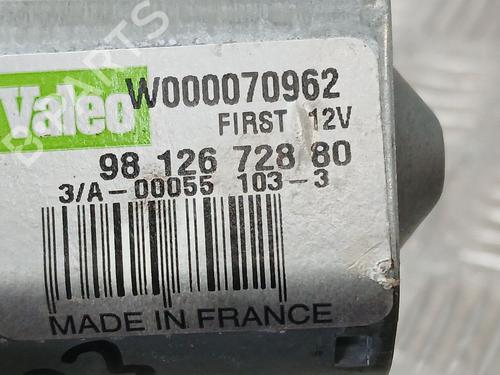 Valeo W000070962
FIRST 12V
98 126 728 80
3/A-00055 103-3
MADE IN FRANCE